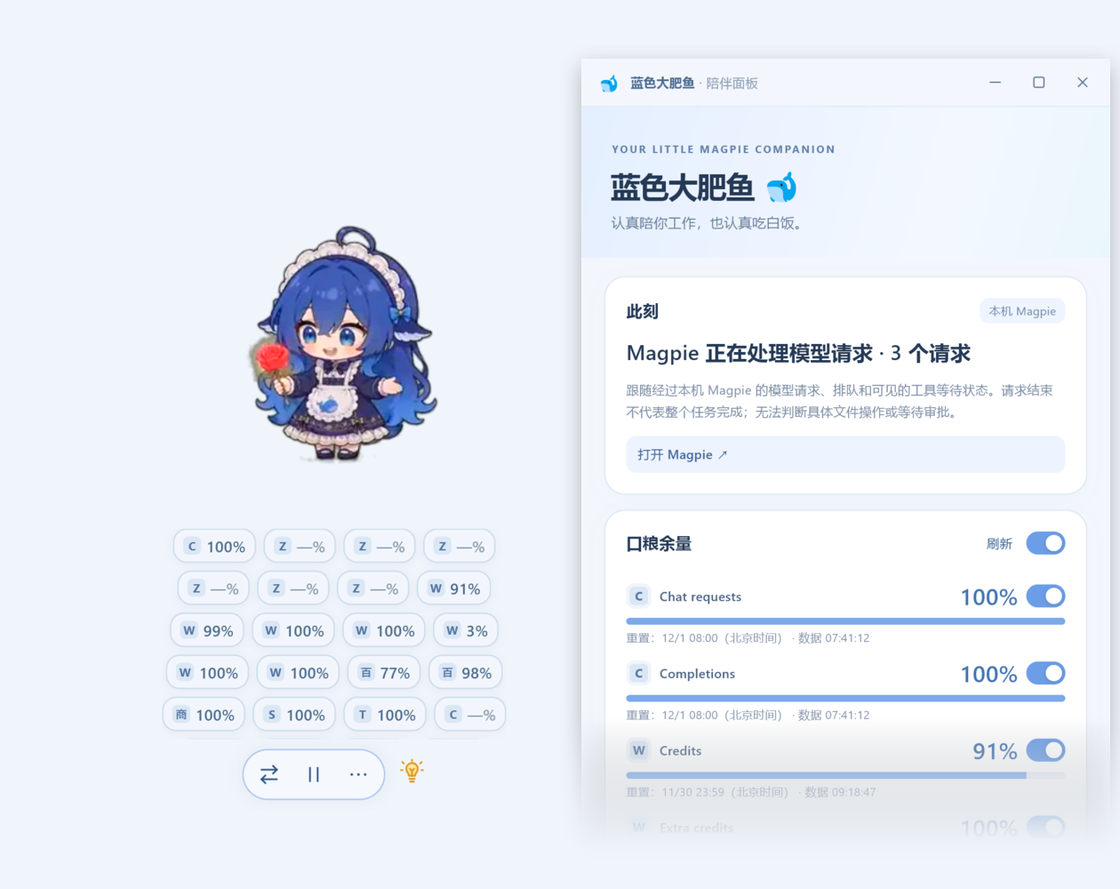 蓝色大肥鱼 · 陪伴面板
YOUR LITTLE MAGPIE COMPANION
蓝色大肥鱼
认真陪你工作，也认真吃白饭。
此刻
本机 Magpie
Magpie 正在处理模型请求 · 3 个请求
跟随经过本机 Magpie 的模型请求、排队和可见的工具等待状态。请求结束
不代表整个任务完成；无法判断具体文件操作或等待审批。
打开 Magpie ↗
口粮余量
刷新
C Chat requests 100%
重置：12/1 08:00（北京时间） · 数据 07:41:12
C Completions 100%
重置：12/1 08:00（北京时间） · 数据 07:41:12
W Credits 91%
重置：11/30 23:59（北京时间） · 数据 09:18:47
W Extra credits 100%
C 100% Z —% Z —% Z —%
Z —% Z —% Z —% W 91%
W 99% W 100% W 100% W 3%
W 100% W 100% 百 77% 百 98%
商 100% S 100% T 100% C —%